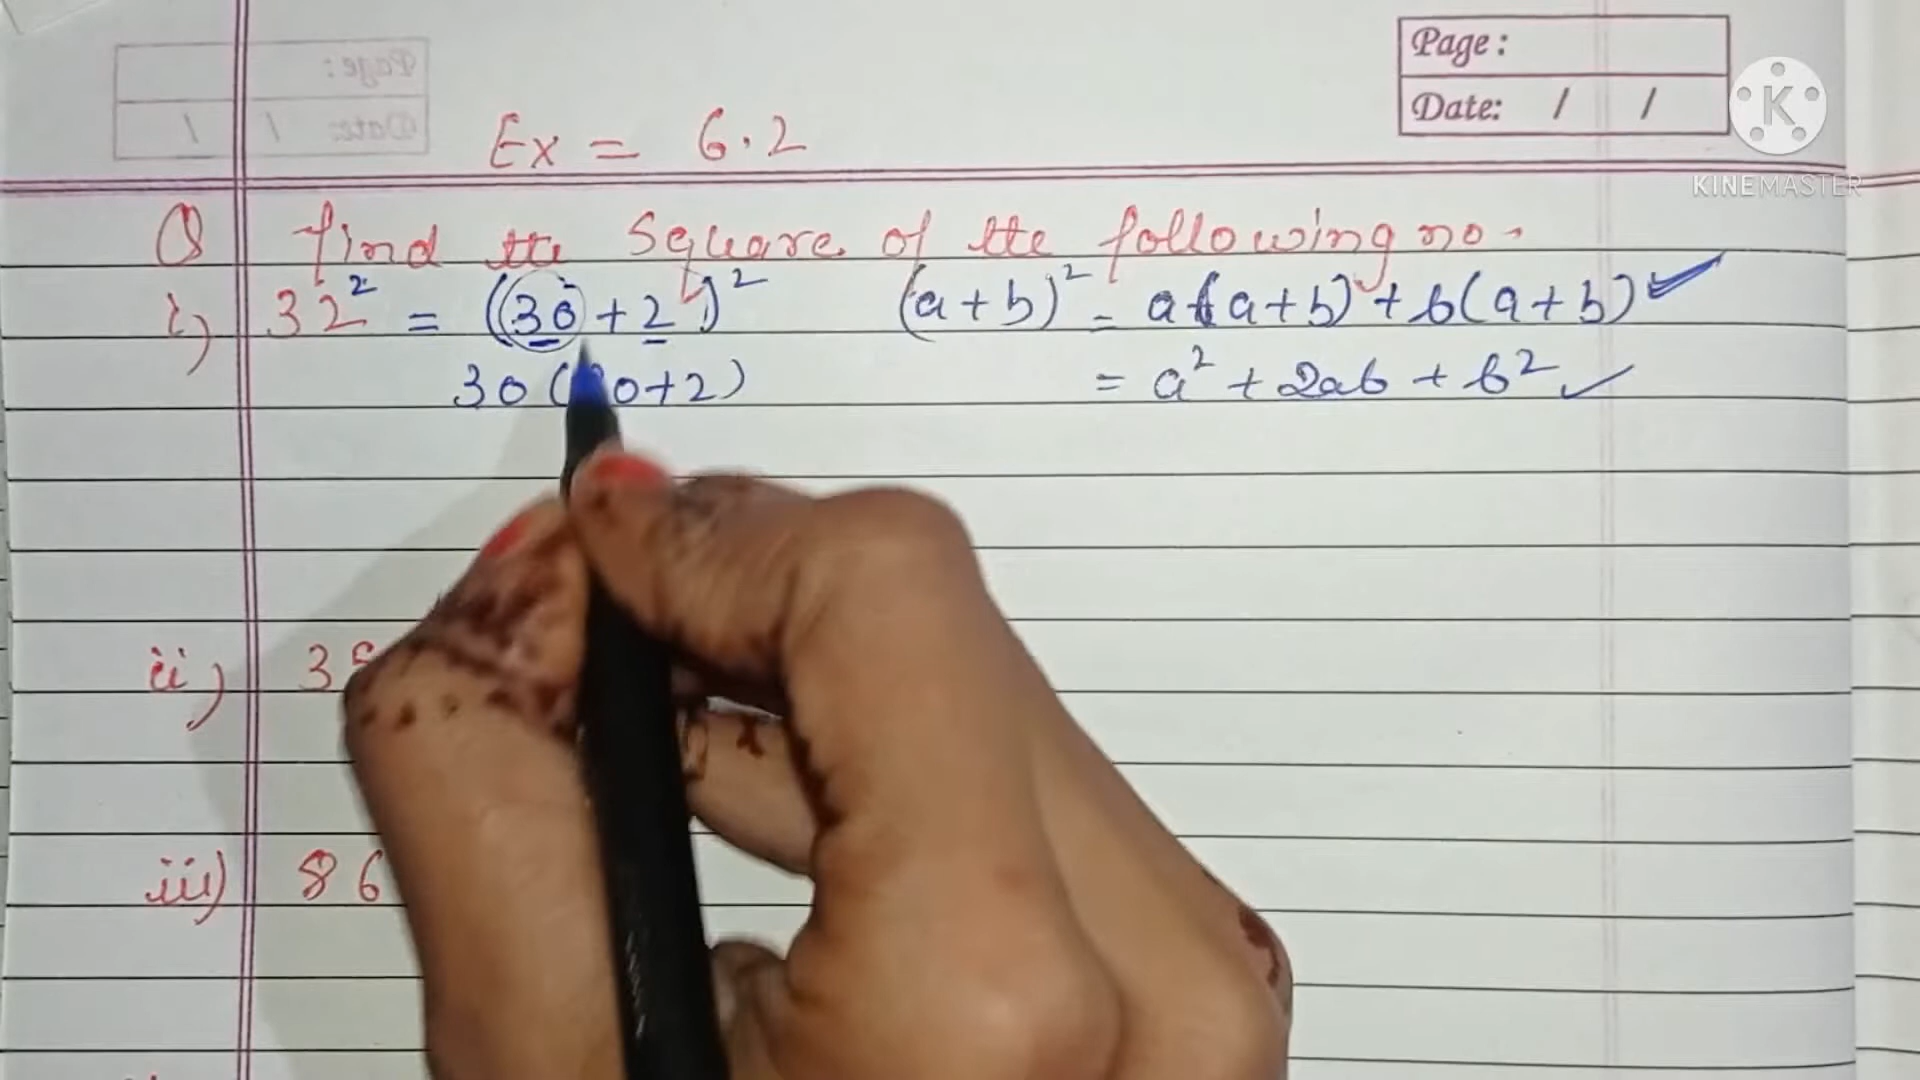 Page :
Date: / /
K
KINEMASTER
Ex = 6.2
Q find the Square of the following no.
i) 32² = (30+2)² (a+b)² = a(a+b) + b(a+b) ✓
30(30+2) = a² + 2ab + b² ✓
ii) 35
iii) 86